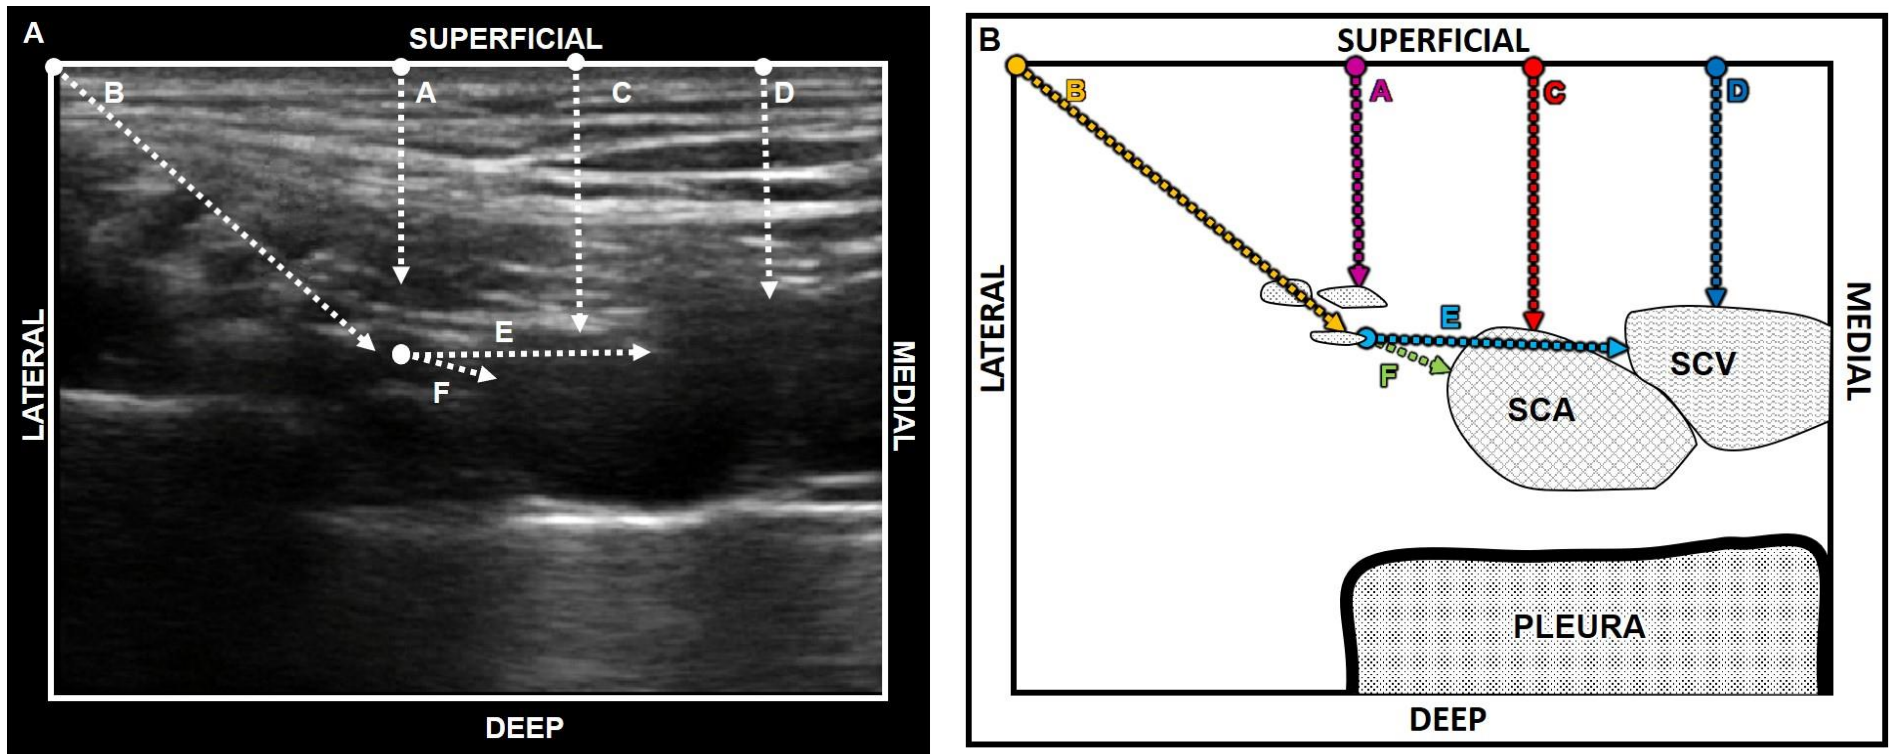 A
SUPERFICIAL
B
A
C
D
LATERAL
E
F
MEDIAL
DEEP
B
SUPERFICIAL
B
A
C
D
LATERAL
E
F
SCV
SCA
MEDIAL
PLEURA
DEEP